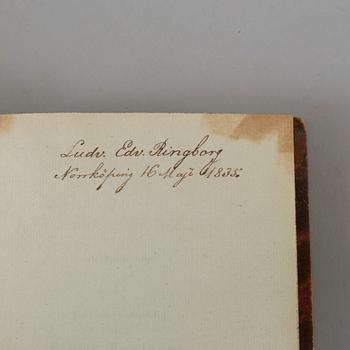 Ludv. Edv. Ringborg
Norrköping 16 Maji 1835.